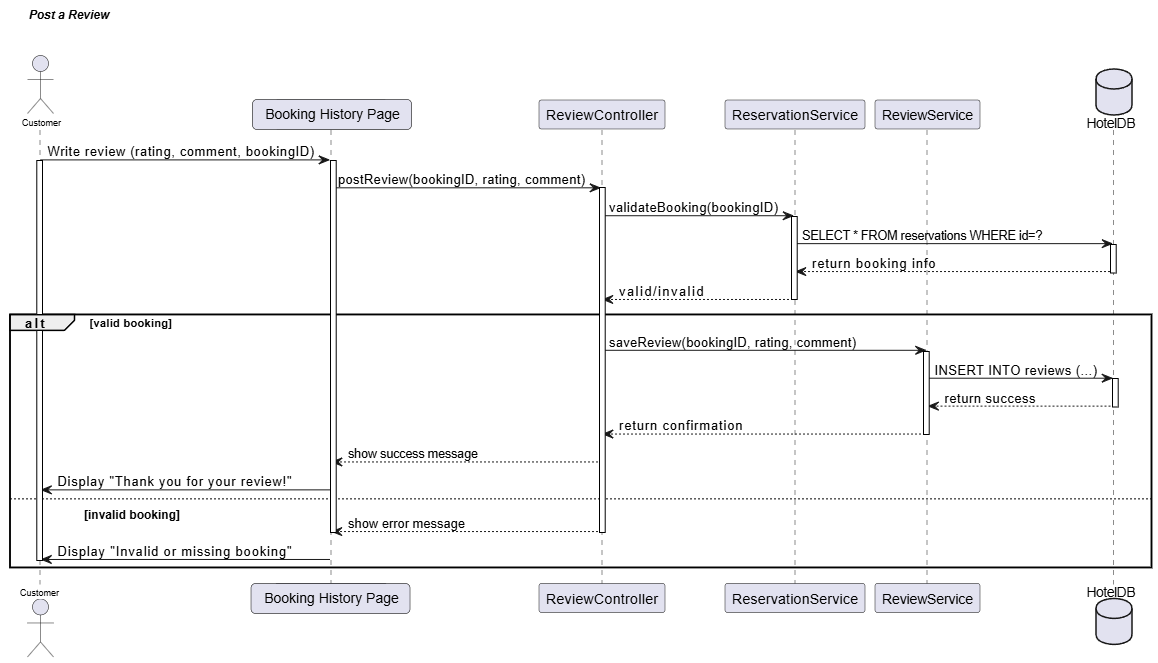 Post a Review
Customer
Booking History Page
ReviewController
ReservationService
ReviewService
HotelDB
Write review (rating, comment, bookingID)
postReview(bookingID, rating, comment)
validateBooking(bookingID)
SELECT * FROM reservations WHERE id=?
return booking info
valid/invalid
alt
[valid booking]
saveReview(bookingID, rating, comment)
INSERT INTO reviews (...)
return success
return confirmation
show success message
Display "Thank you for your review!"
[invalid booking]
show error message
Display "Invalid or missing booking"
Customer
Booking History Page
ReviewController
ReservationService
ReviewService
HotelDB